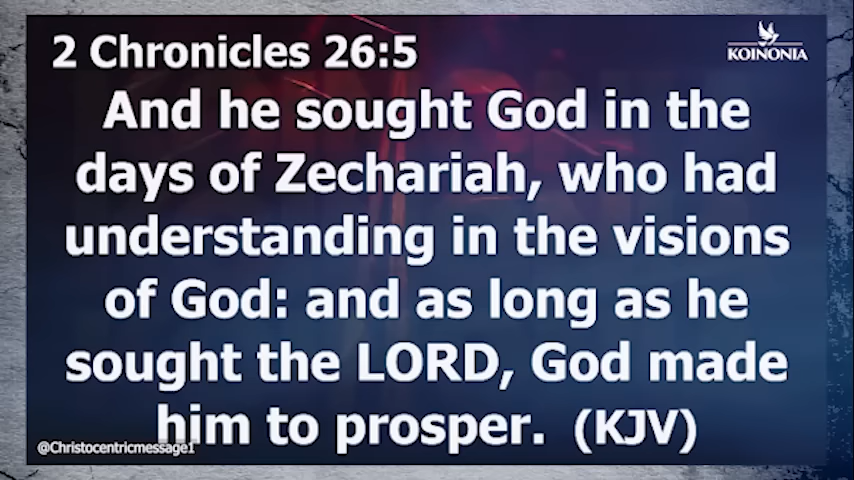 2 Chronicles 26:5
KOINONIA
And he sought God in the
days of Zechariah, who had
understanding in the visions
of God: and as long as he
sought the LORD, God made
him to prosper. (KJV)
@Christocentricmessage1